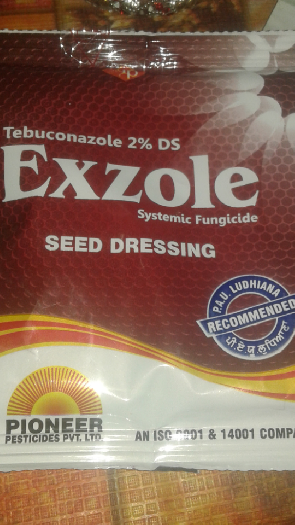 Tebuconazole 2% DS
Exzole
Systemic Fungicide
SEED DRESSING
P.A.U. LUDHIANA
RECOMMENDED
ਪੀ.ਏ.ਯੂ ਲੁਧਿਆਣਾ
PIONEER
PESTICIDES PVT. LTD.
AN ISO 9001 & 14001 COMPA